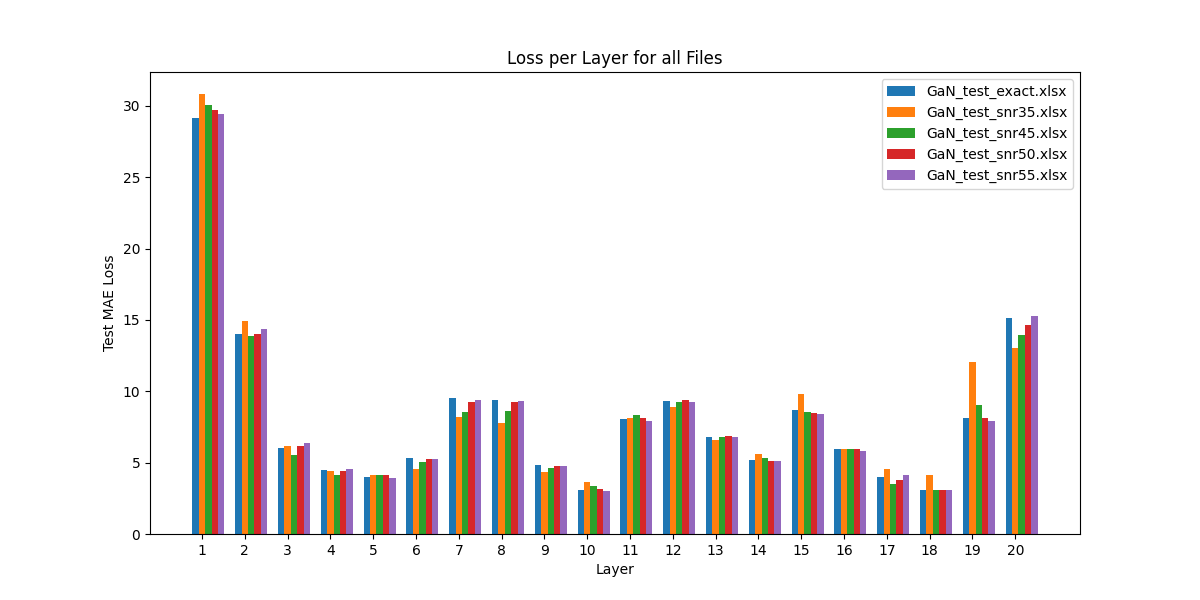 Loss per Layer for all Files
GaN_test_exact.xlsx
GaN_test_snr35.xlsx
GaN_test_snr45.xlsx
GaN_test_snr50.xlsx
GaN_test_snr55.xlsx
30
25
20
15
10
5
0
Test MAE Loss
1 2 3 4 5 6 7 8 9 10 11 12 13 14 15 16 17 18 19 20
Layer